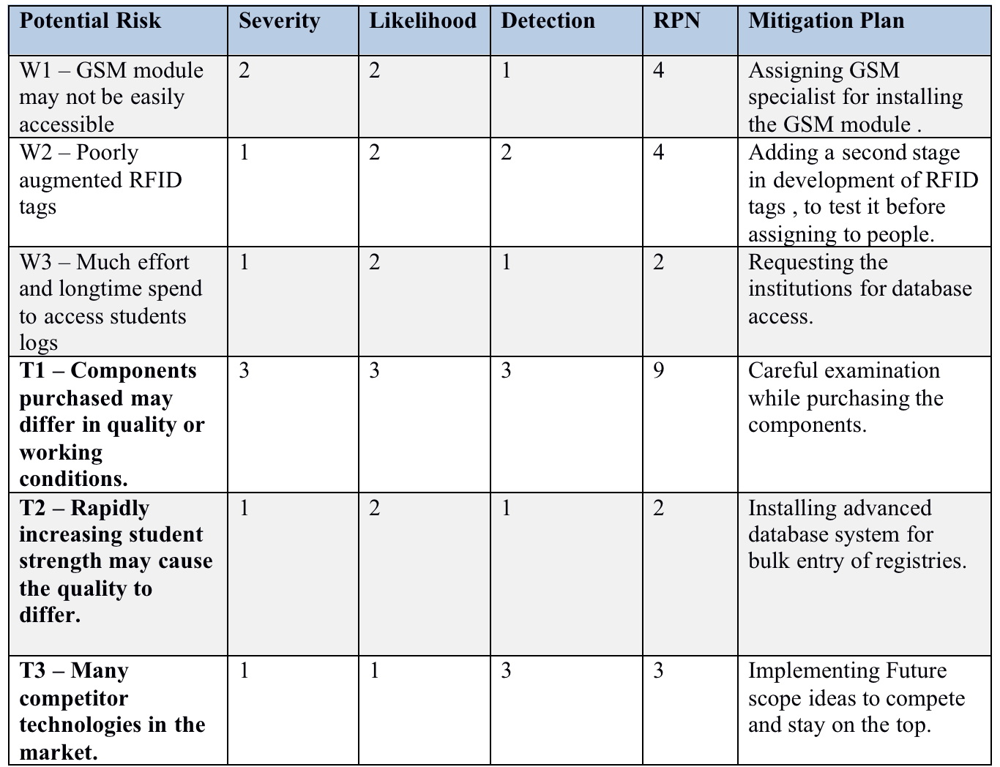 Potential Risk Severity Likelihood Detection RPN Mitigation Plan
W1 – GSM module
may not be easily
accessible
2
2
1
4
Assigning GSM
specialist for installing
the GSM module .
W2 – Poorly
augmented RFID
tags
1
2
2
4
Adding a second stage
in development of RFID
tags , to test it before
assigning to people.
W3 – Much effort
and longtime spend
to access students
logs
1
2
1
2
Requesting the
institutions for database
access.
T1 – Components
purchased may
differ in quality or
working
conditions.
3
3
3
9
Careful examination
while purchasing the
components.
T2 – Rapidly
increasing student
strength may cause
the quality to
differ.
1
2
1
2
Installing advanced
database system for
bulk entry of registries.
T3 – Many
competitor
technologies in the
market.
1
1
3
3
Implementing Future
scope ideas to compete
and stay on the top.